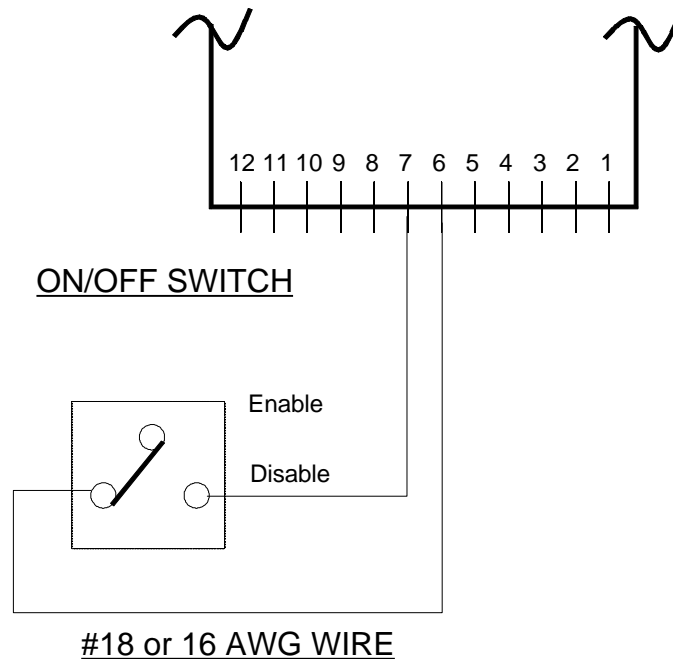 12 11 10 9 8 7 6 5 4 3 2 1
ON/OFF SWITCH
Enable
Disable
#18 or 16 AWG WIRE